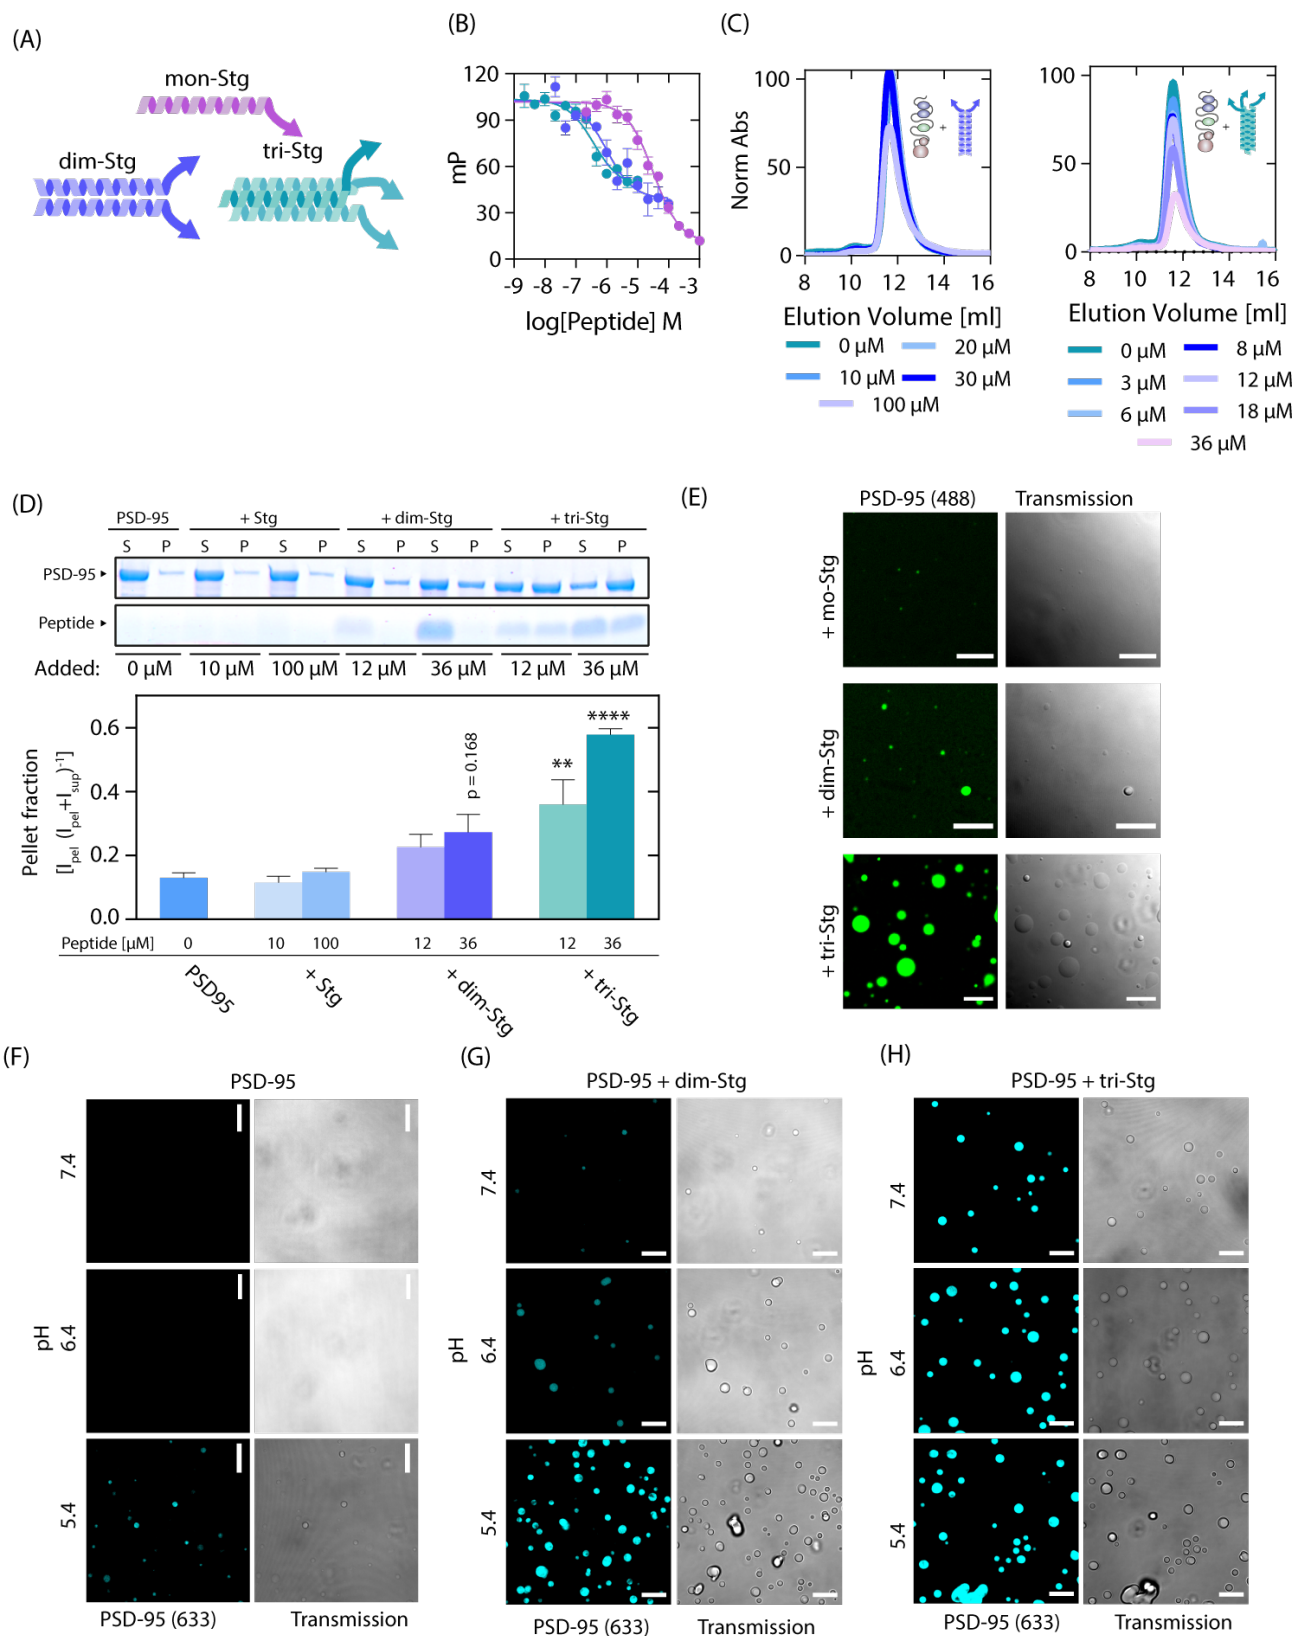 (A)
mon-Stg
dim-Stg
tri-Stg
(B)
mP
120
90
60
30
0
-9 -8 -7 -6 -5 -4 -3
log[Peptide] M
(C)
Norm Abs
100
50
0
8 10 12 14 16
Elution Volume [ml]
0 µM 20 µM
10 µM 30 µM
100 µM
100
50
0
8 10 12 14 16
Elution Volume [ml]
0 µM 8 µM
3 µM 12 µM
6 µM 18 µM
36 µM
(D)
PSD-95 + Stg + dim-Stg + tri-Stg
S P S P S P S P S P S P S P
PSD-95
Peptide
Added: 0 µM 10 µM 100 µM 12 µM 36 µM 12 µM 36 µM
Pellet fraction
[I_pel (I_pel+I_sup)^-1]
0.6
0.4
0.2
0.0
p = 0.168
**
****
Peptide [µM] 0 10 100 12 36 12 36
PSD95
+ Stg
+ dim-Stg
+ tri-Stg
(E)
PSD-95 (488) Transmission
+ mo-Stg
+ dim-Stg
+ tri-Stg
(F)
PSD-95
pH
7.4
6.4
5.4
PSD-95 (633) Transmission
(G)
PSD-95 + dim-Stg
pH
7.4
6.4
5.4
PSD-95 (633) Transmission
(H)
PSD-95 + tri-Stg
pH
7.4
6.4
5.4
PSD-95 (633) Transmission